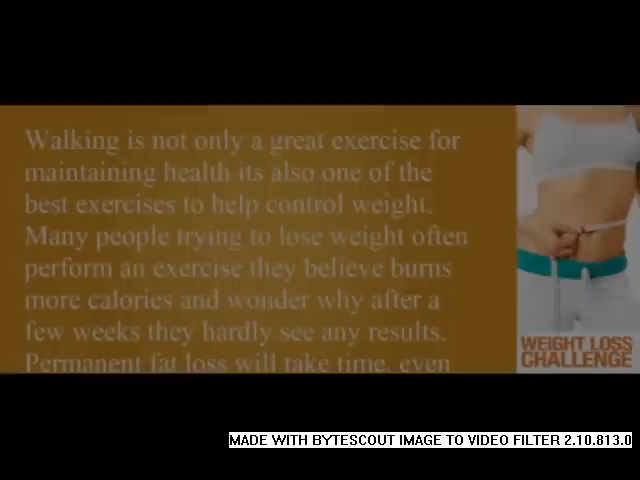 Walking is not only a great exercise for
maintaining health its also one of the
best exercises to help control weight.
Many people trying to lose weight often
perform an exercise they believe burns
more calories and wonder why after a
few weeks they hardly see any results.
Permanent fat loss will take time, even
WEIGHT LOSS
CHALLENGE
MADE WITH BYTESCOUT IMAGE TO VIDEO FILTER 2.10.813.0